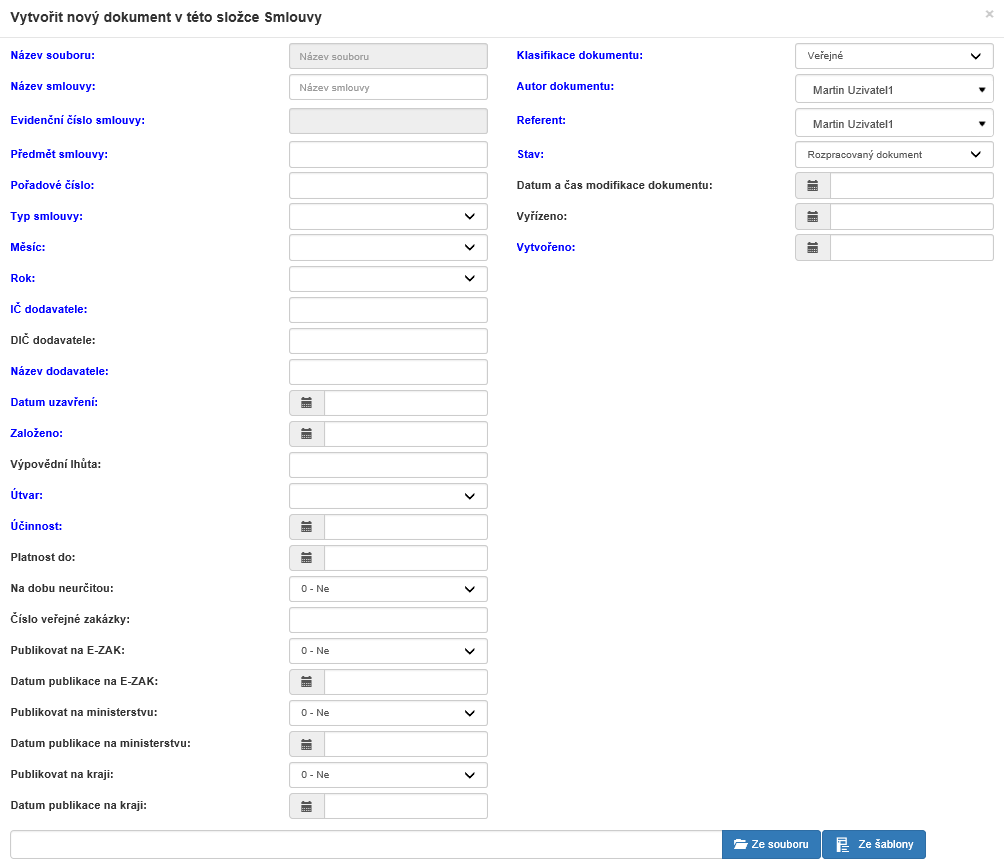 Vytvořit nový dokument v této složce Smlouvy
×
Název souboru: Název souboru
Název smlouvy: Název smlouvy
Evidenční číslo smlouvy:
Předmět smlouvy:
Pořadové číslo:
Typ smlouvy:
Měsíc:
Rok:
IČ dodavatele:
DIČ dodavatele:
Název dodavatele:
Datum uzavření:
Založeno:
Výpovědní lhůta:
Útvar:
Účinnost:
Platnost do:
Na dobu neurčitou: 0 - Ne
Číslo veřejné zakázky:
Publikovat na E-ZAK: 0 - Ne
Datum publikace na E-ZAK:
Publikovat na ministerstvu: 0 - Ne
Datum publikace na ministerstvu:
Publikovat na kraji: 0 - Ne
Datum publikace na kraji:
Klasifikace dokumentu: Veřejné
Autor dokumentu: Martin Uzivatel1
Referent: Martin Uzivatel1
Stav: Rozpracovaný dokument
Datum a čas modifikace dokumentu:
Vyřízeno:
Vytvořeno:
Ze souboru Ze šablony